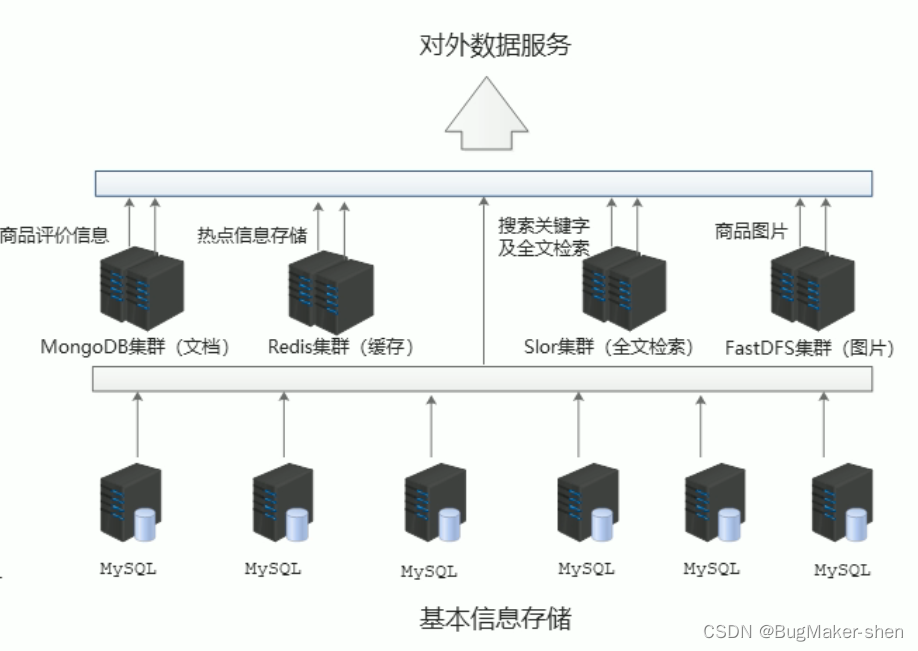 对外数据服务
商品评价信息
热点信息存储
搜索关键字
及全文检索
商品图片
MongoDB集群（文档）
Redis集群（缓存）
Slor集群（全文检索）
FastDFS集群（图片）
MySQL
MySQL
MySQL
MySQL
MySQL
MySQL
基本信息存储
CSDN @BugMaker-shen